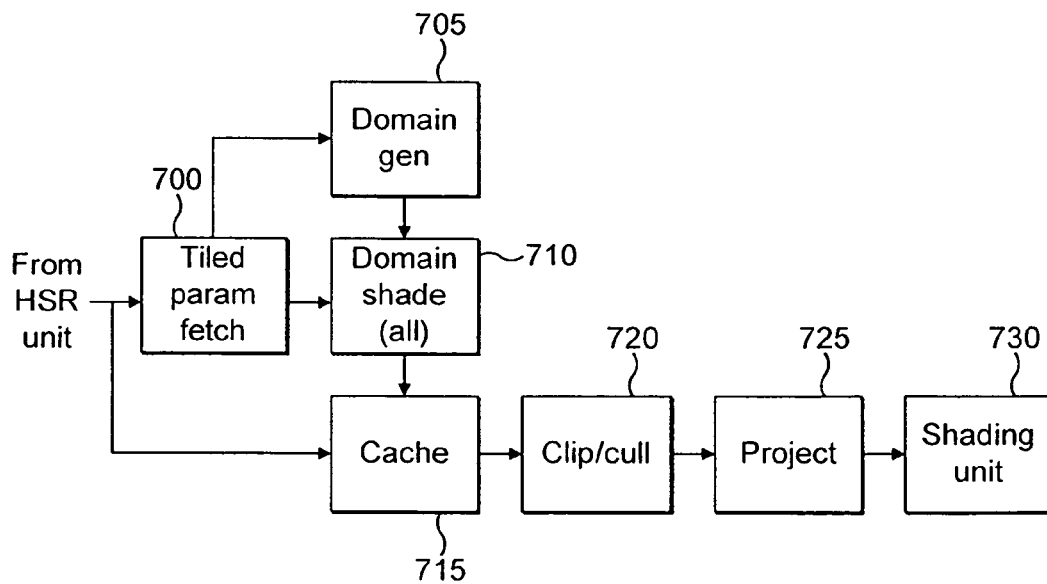 705
Domain
gen
700
From
HSR
unit
Tiled
param
fetch
Domain
shade
(all)
710
720
725
730
Cache
Clip/cull
Project
Shading
unit
715